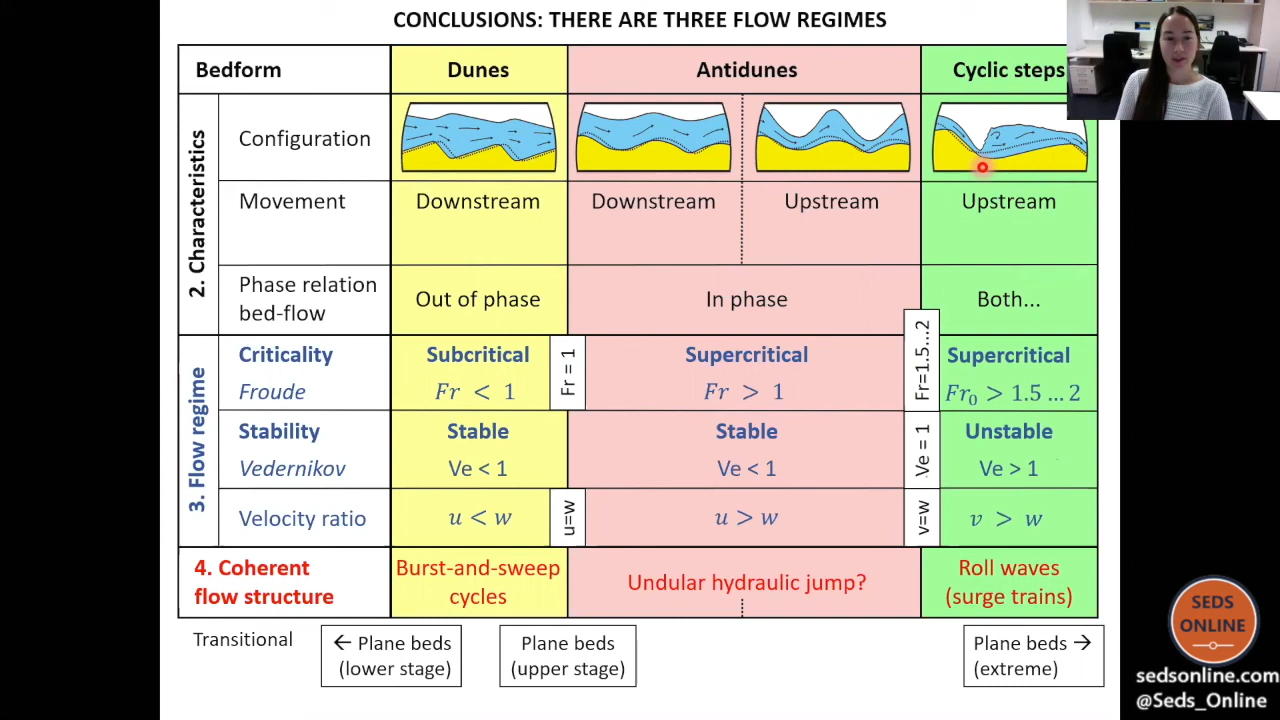 CONCLUSIONS: THERE ARE THREE FLOW REGIMES
Bedform
Dunes
Antidunes
Cyclic steps
2. Characteristics
Configuration
Movement
Downstream
Downstream
Upstream
Upstream
Phase relation
bed-flow
Out of phase
In phase
Both...
3. Flow regime
Criticality
Froude
Subcritical
Fr < 1
Fr = 1
Supercritical
Fr > 1
Fr=1.5...2
Supercritical
Fr₀ > 1.5 ... 2
Stability
Vedernikov
Stable
Ve < 1
Stable
Ve < 1
Ve = 1
Unstable
Ve > 1
Velocity ratio
u < w
u=w
u > w
v=w
v > w
4. Coherent
flow structure
Burst-and-sweep
cycles
Undular hydraulic jump?
Roll waves
(surge trains)
Transitional
← Plane beds
(lower stage)
Plane beds
(upper stage)
Plane beds →
(extreme)
SEDS
ONLINE
sedsonline.com
@Seds_Online